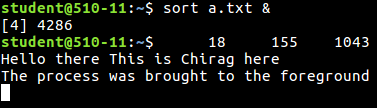 student@510-11:~$ sort a.txt &
[4] 4286
student@510-11:~$      18     155    1043
Hello there This is Chirag here
The process was brought to the foreground